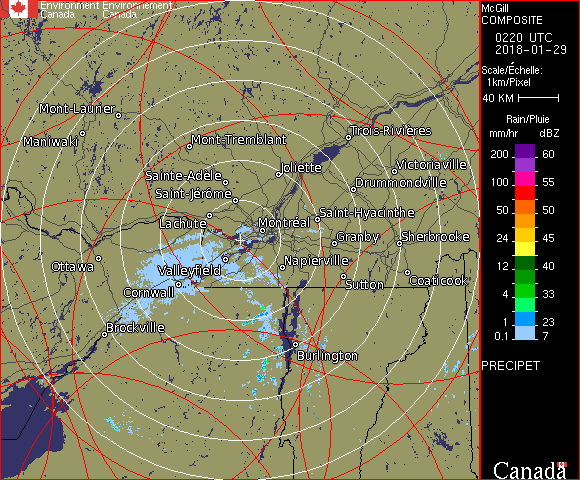 Environment Environnement
Canada Canada
McGill
COMPOSITE
0220 UTC
2018-01-29
Scale/Échelle:
1km/Pixel
40 KM
Rain/Pluie
mm/hr dBZ
200 60
100 55
50 50
24 45
12 40
4 33
1 23
0.1 7
PRECIPET
Canada
Mont-Laurier
Maniwaki
Mont-Tremblant
Trois-Rivières
Sainte-Adèle
Joliette
Victoriaville
Saint-Jérôme
Drummondville
Lachute
Montréal
Saint-Hyacinthe
Granby
Sherbrooke
Ottawa
Valleyfield
Napierville
Cornwall
Sutton
Coaticook
Brockville
Burlington